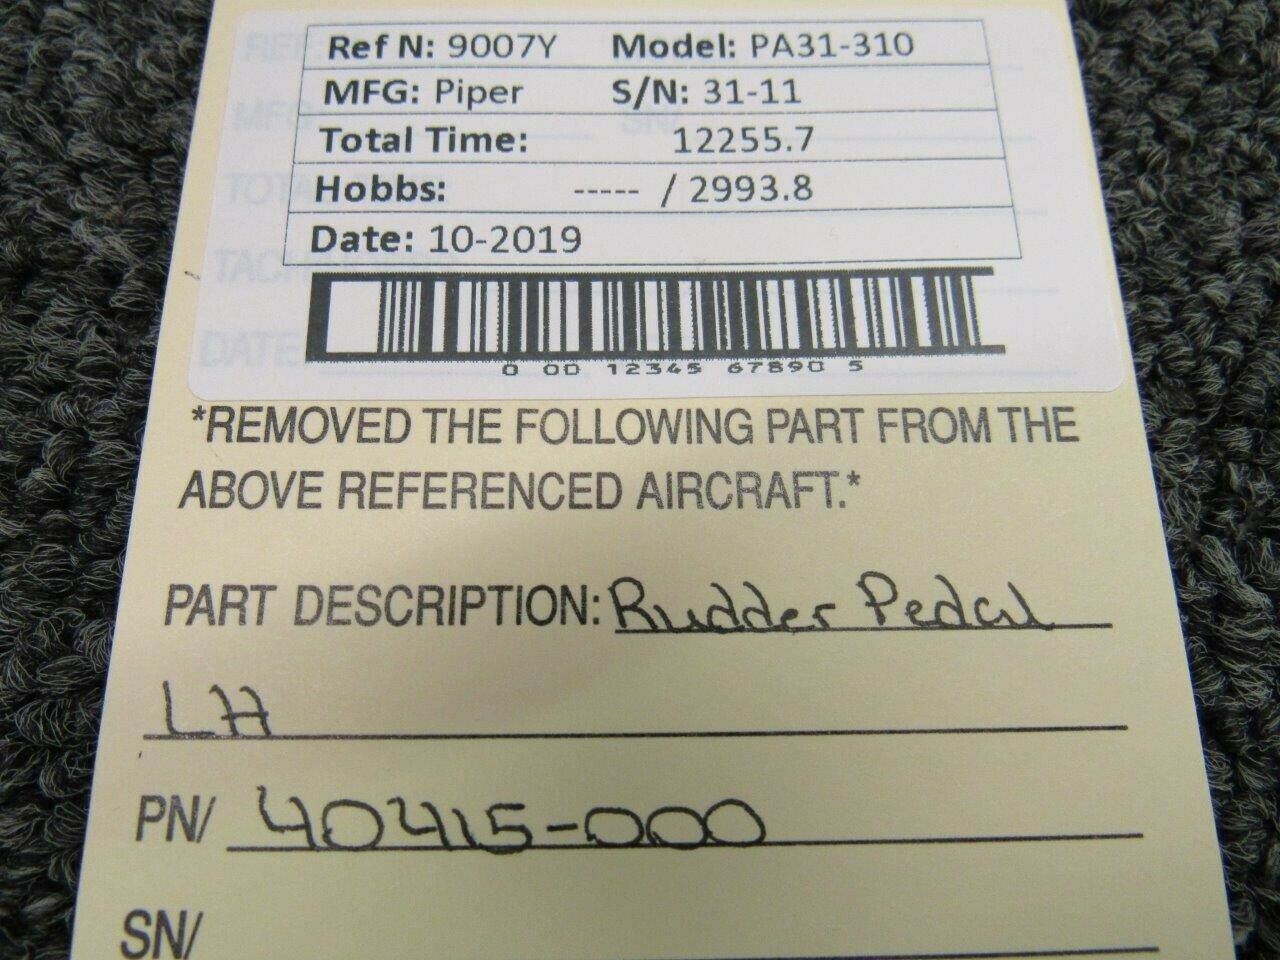 Ref N: 9007Y Model: PA31-310
MFG: Piper S/N: 31-11
Total Time: 12255.7
Hobbs: ----- / 2993.8
Date: 10-2019
0 00 12345 67890 5
*REMOVED THE FOLLOWING PART FROM THE
ABOVE REFERENCED AIRCRAFT.*
PART DESCRIPTION: Rudder Pedal
LH
PN/ 40415-000
SN/